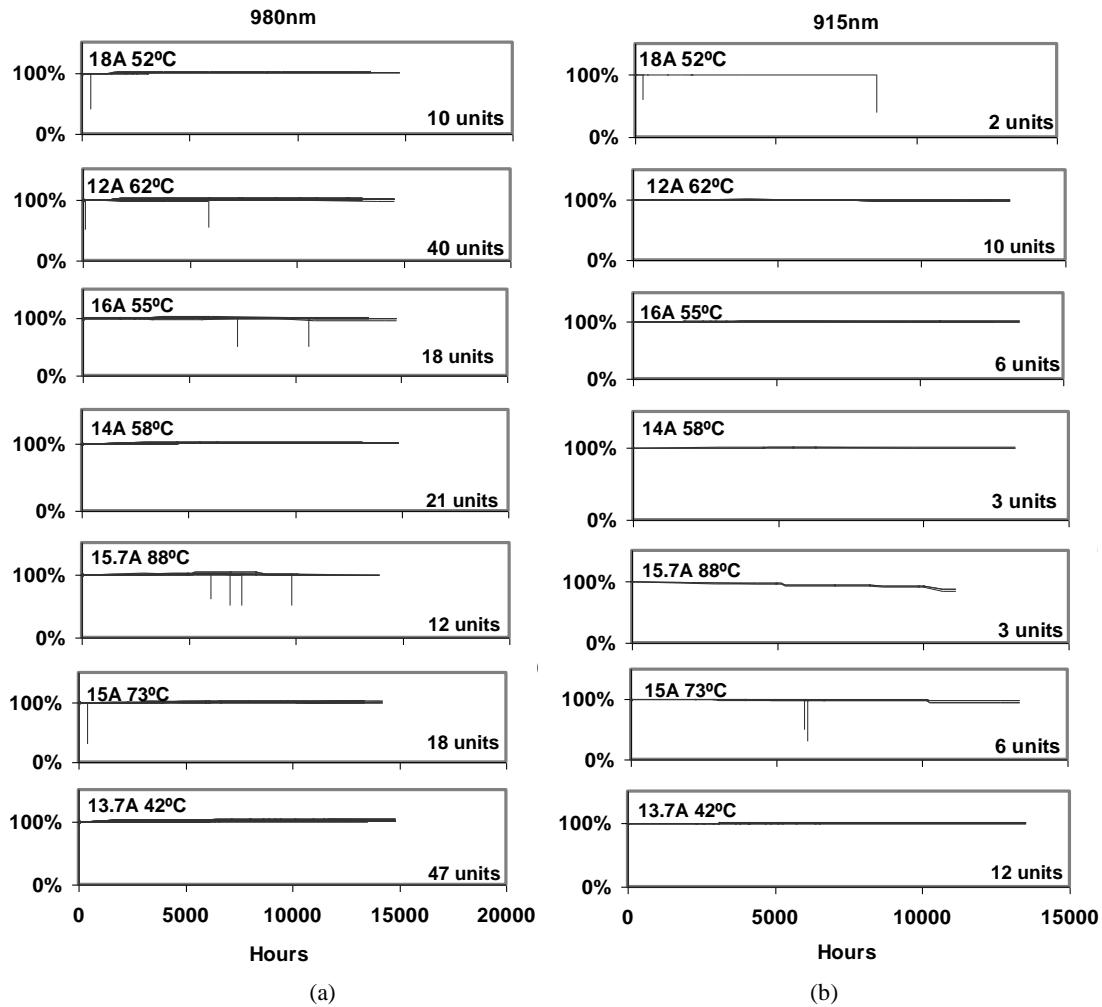 980nm
18A 52ºC
100%
0%
10 units
12A 62ºC
100%
0%
40 units
16A 55ºC
100%
0%
18 units
14A 58ºC
100%
0%
21 units
15.7A 88ºC
100%
0%
12 units
15A 73ºC
100%
0%
18 units
13.7A 42ºC
100%
0%
47 units
0 5000 10000 15000 20000
Hours
(a)
915nm
18A 52ºC
100%
0%
2 units
12A 62ºC
100%
0%
10 units
16A 55ºC
100%
0%
6 units
14A 58ºC
100%
0%
3 units
15.7A 88ºC
100%
0%
3 units
15A 73ºC
100%
0%
6 units
13.7A 42ºC
100%
0%
12 units
0 5000 10000 15000
Hours
(b)